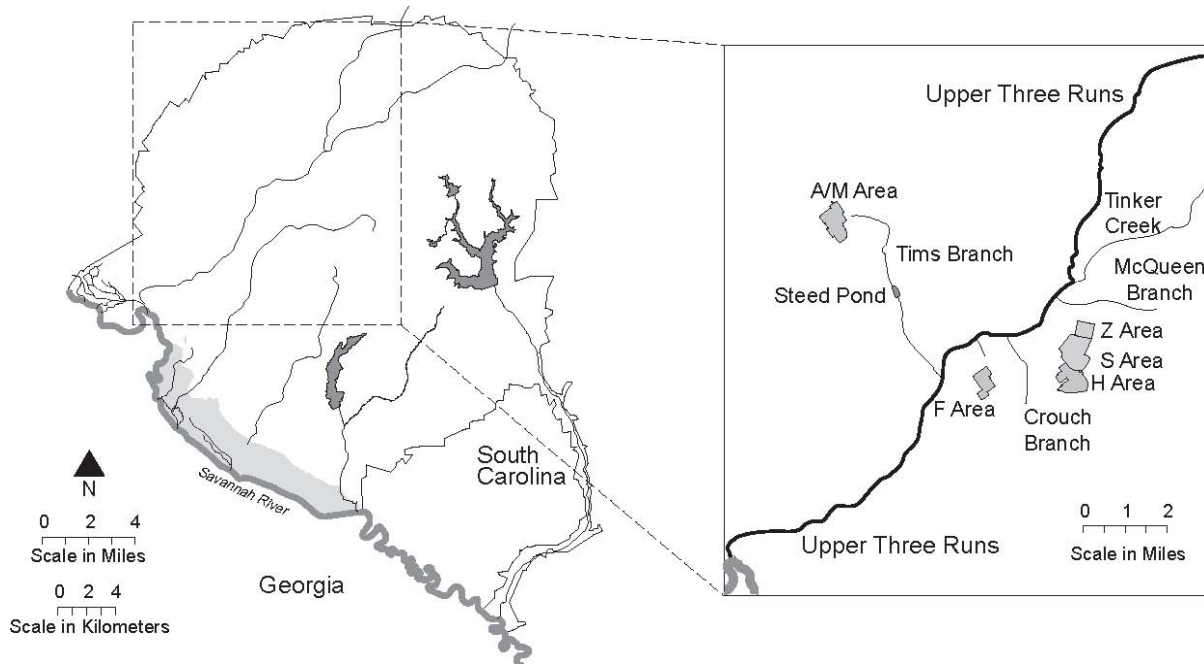 Upper Three Runs
A/M Area
Tinker
Creek
Tims Branch
McQueen
Branch
Steed Pond
Z Area
S Area
H Area
F Area
Crouch
Branch
Upper Three Runs
0 1 2
Scale in Miles
South
Carolina
Savannah River
Georgia
N
0 2 4
Scale in Miles
0 2 4
Scale in Kilometers